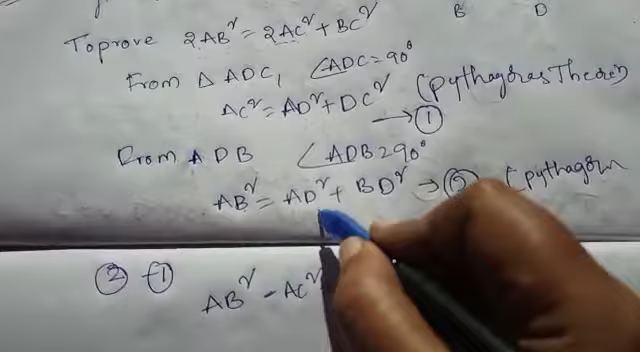 B D
To prove 2AB² = 2AC² + BC²
From △ ADC, ∠ADC = 90°
AC² = AD² + DC² → ① (Pythagoras Theorem)
From △ ADB ∠ADB = 90°
AB² = AD² + BD² → ② (Pythagoras
② - ①
AB² - AC²